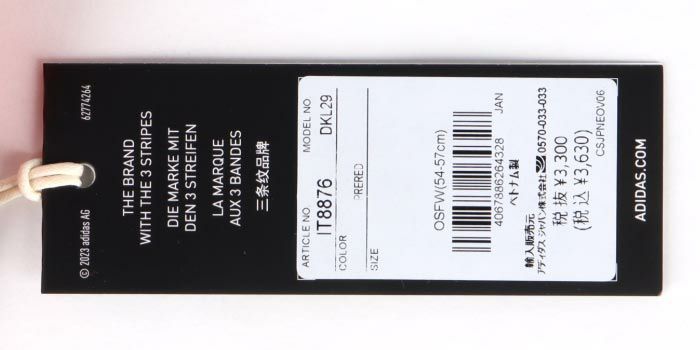 62774264
© 2023 adidas AG
THE BRAND
WITH THE 3 STRIPES
DIE MARKE MIT
DEN 3 STREIFEN
LA MARQUE
AUX 3 BANDES
三条纹品牌
ARTICLE NO
MODEL NO
IT8876
DKL29
COLOR
PRERED
SIZE
OSFW(54-57cm)
4067886264328
JAN
ベトナム製
輸入販売元
アディダス ジャパン株式会社 0570-033-033
税抜 ¥3,300
(税込 ¥3,630)
CSJPNEOV06
ADIDAS.COM